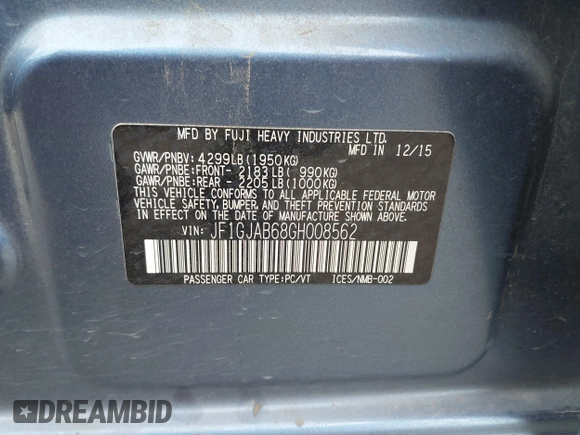 MFD BY FUJI HEAVY INDUSTRIES LTD.
MFD IN 12/15
GVWR/PNBV: 4299LB(1950KG)
GAWR/PNBE:FRONT- 2183LB( 990KG)
GAWR/PNBE:REAR - 2205LB(1000KG)
THIS VEHICLE CONFORMS TO ALL APPLICABLE FEDERAL MOTOR
VEHICLE SAFETY, BUMPER, AND THEFT PREVENTION STANDARDS
IN EFFECT ON THE DATE OF MANUFACTURE SHOWN ABOVE.
VIN: JF1GJAB68GH008562
PASSENGER CAR TYPE:PC/VT ICES/NMB-002
DREAMBID